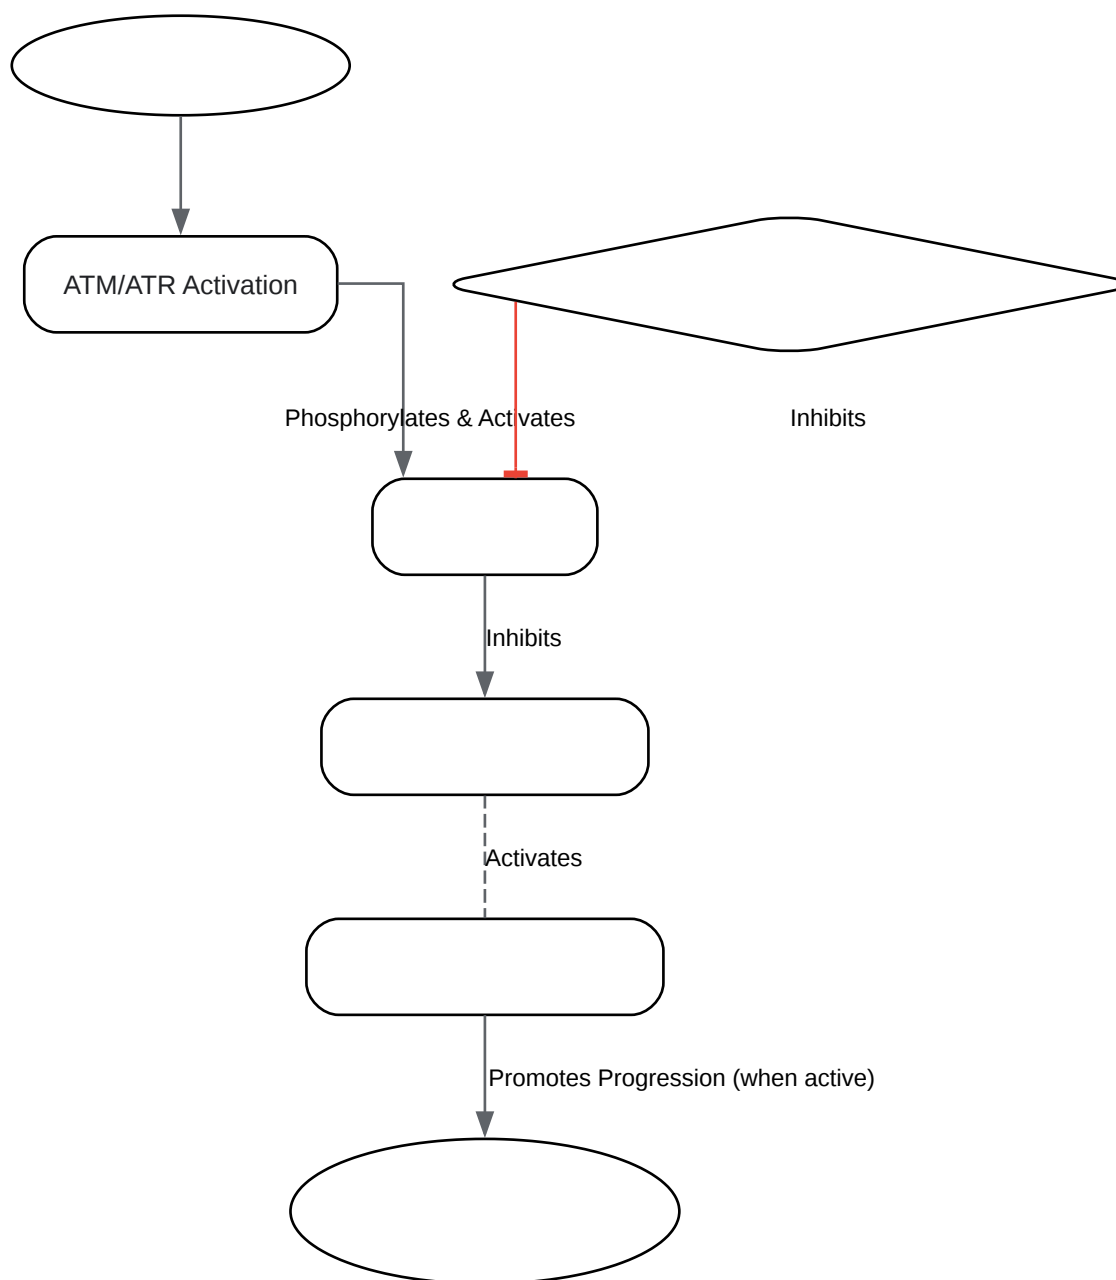 ATM/ATR Activation
Phosphorylates & Activates
Inhibits
Inhibits
Activates
Promotes Progression (when active)